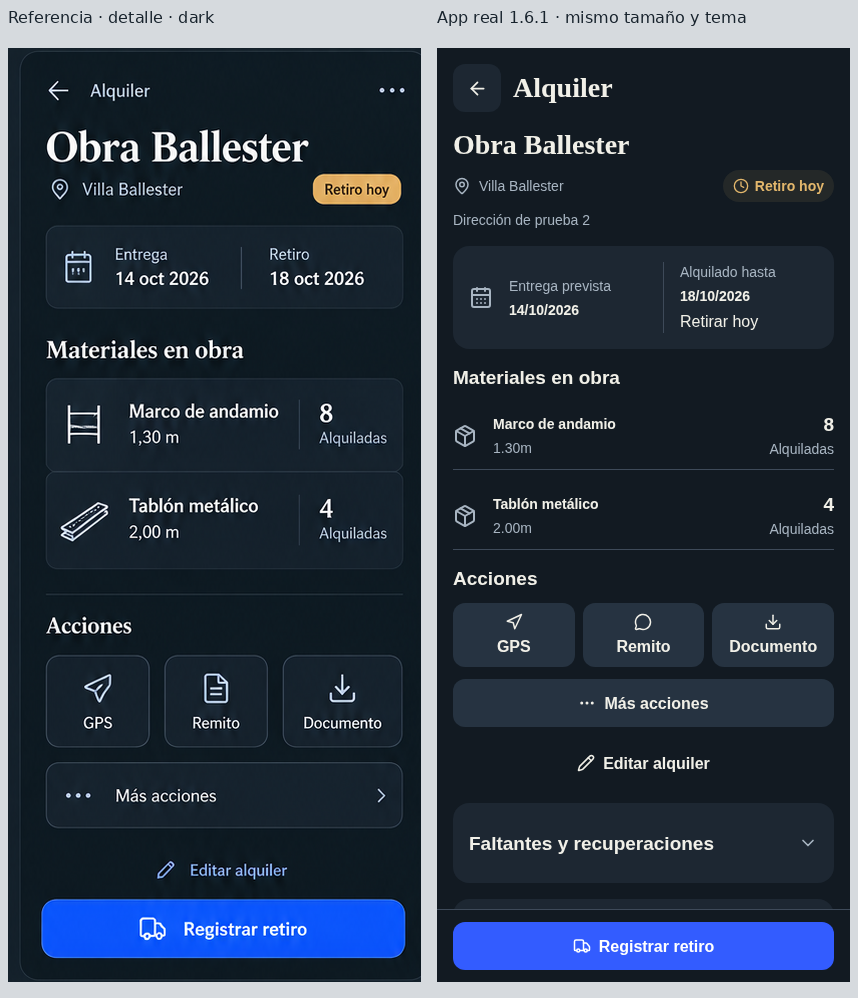 Referencia · detalle · dark
Alquiler
Obra Ballester
Villa Ballester
Retiro hoy
Entrega
14 oct 2026
Retiro
18 oct 2026
Materiales en obra
Marco de andamio
1,30 m
8
Alquiladas
Tablón metálico
2,00 m
4
Alquiladas
Acciones
GPS
Remito
Documento
Más acciones
Editar alquiler
Registrar retiro
App real 1.6.1 · mismo tamaño y tema
Alquiler
Obra Ballester
Villa Ballester
Retiro hoy
Dirección de prueba 2
Entrega prevista
14/10/2026
Alquilado hasta
18/10/2026
Retirar hoy
Materiales en obra
Marco de andamio
1.30m
8
Alquiladas
Tablón metálico
2.00m
4
Alquiladas
Acciones
GPS
Remito
Documento
Más acciones
Editar alquiler
Faltantes y recuperaciones
Registrar retiro